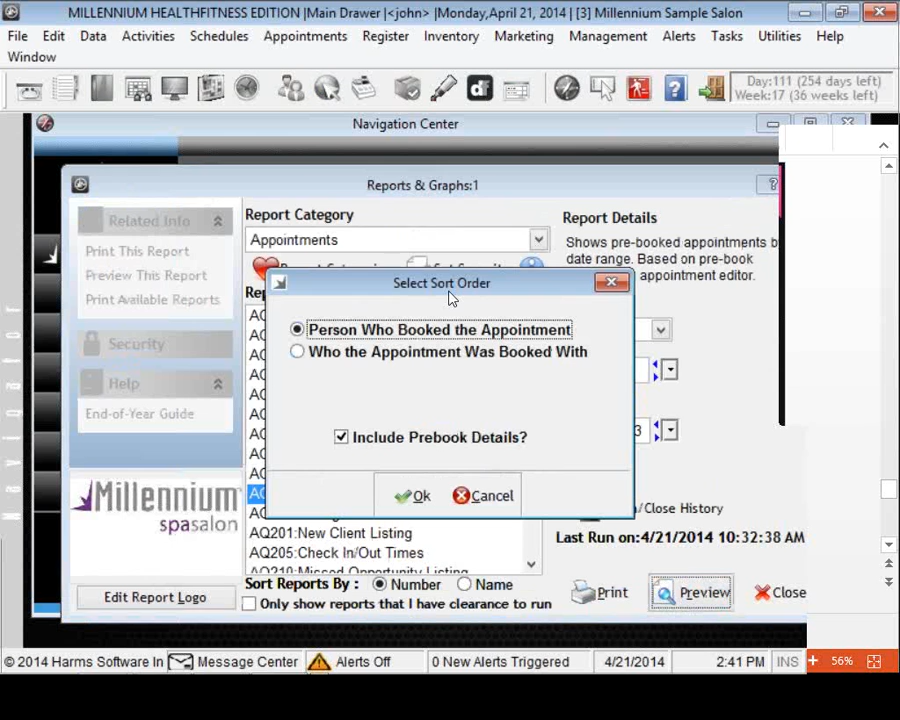 MILLENNIUM HEALTHFITNESS EDITION |Main Drawer |<john> |Monday,April 21, 2014 | [3] Millennium Sample Salon
File Edit Data Activities Schedules Appointments Register Inventory Marketing Management Alerts Tasks Utilities Help
Window
Day:111 (254 days left)
Week:17 (36 weeks left)
Navigation Center
Reports & Graphs:1
Related Info
Print This Report
Preview This Report
Print Available Reports
Security
Help
End-of-Year Guide
Millennium
spasalon
Edit Report Logo
Report Category
Appointments
Report Details
Shows pre-booked appointments by
date range. Based on pre-book
appointment editor.
Select Sort Order
Person Who Booked the Appointment
Who the Appointment Was Booked With
Include Prebook Details?
Ok Cancel
3
/Close History
AQ201:New Client Listing
AQ205:Check In/Out Times
AQ210:Missed Opportunity Listing
Last Run on:4/21/2014 10:32:38 AM
Sort Reports By : Number Name
Only show reports that I have clearance to run
Print Preview Close
© 2014 Harms Software In Message Center Alerts Off 0 New Alerts Triggered 4/21/2014 2:41 PM INS
56%